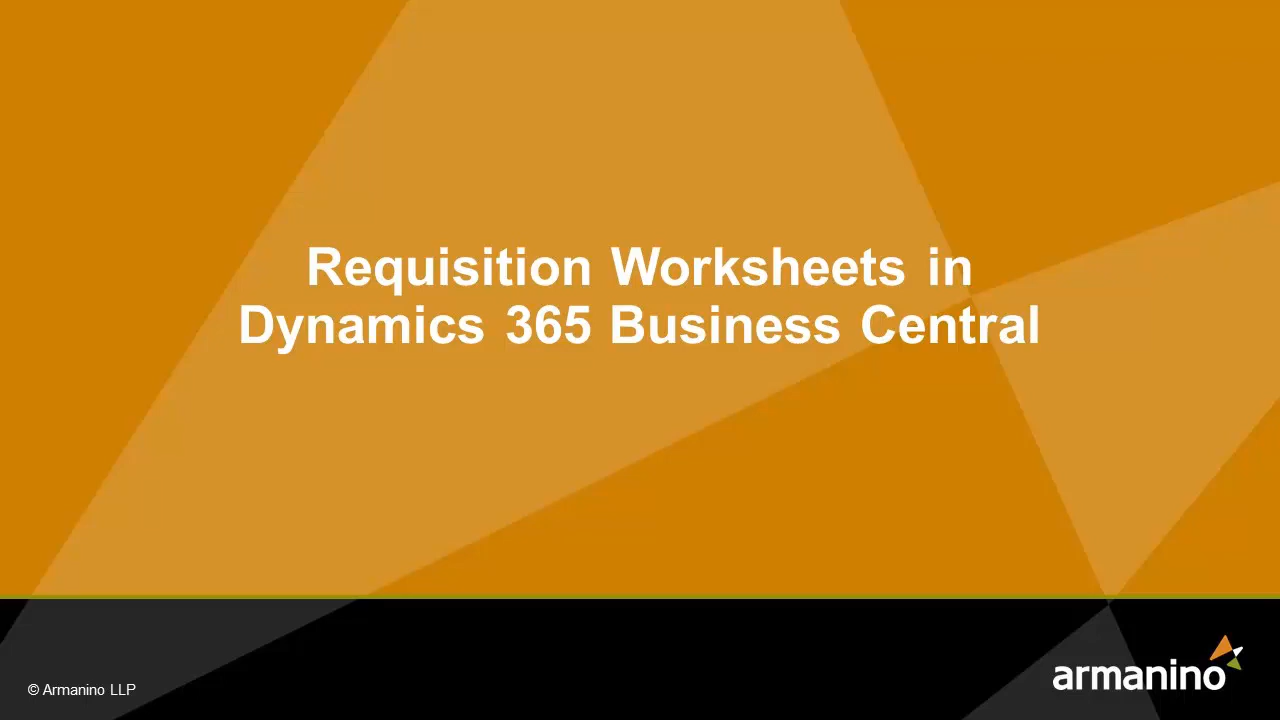 Requisition Worksheets in
Dynamics 365 Business Central
© Armanino LLP
armanino